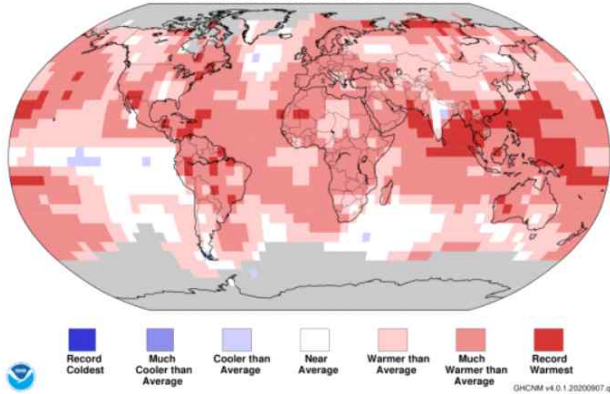 Record
Coldest
Much
Cooler than
Average
Cooler than
Average
Near
Average
Warmer than
Average
Much
Warmer than
Average
Record
Warmest
GHCNM v4.0.1.20200907.q